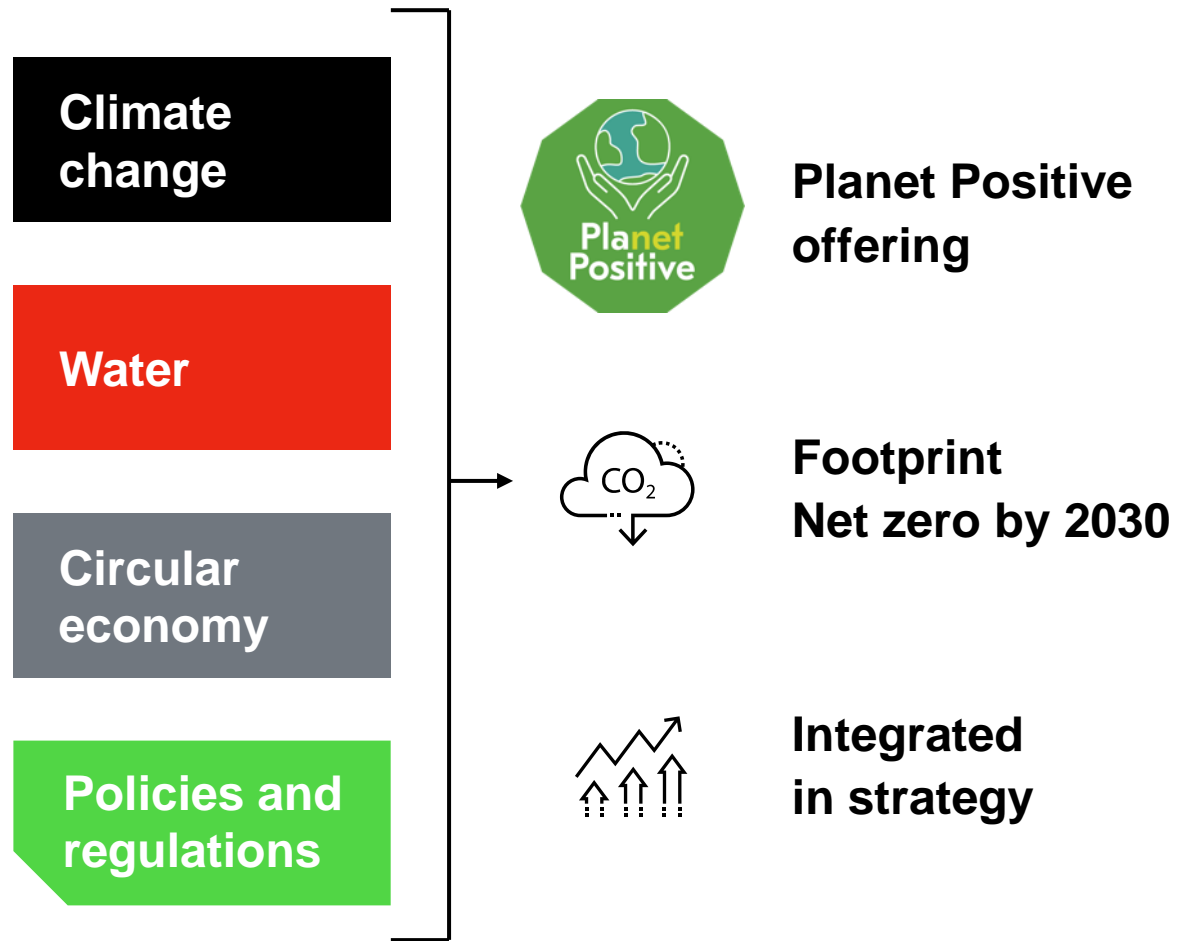 Climate
change
Water
Circular
economy
Policies and
regulations
Planet
Positive
Planet Positive
offering
CO₂
Footprint
Net zero by 2030
Integrated
in strategy